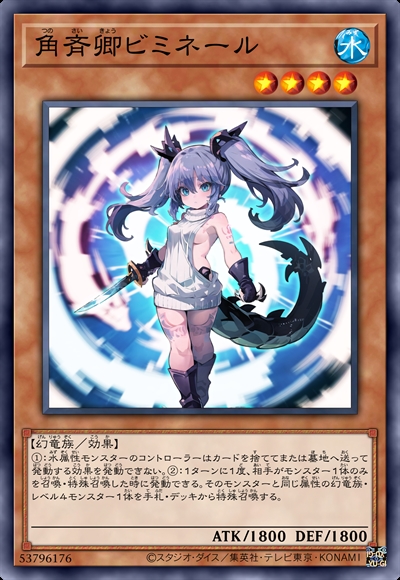 角斉卿ビミネール
水
[幻竜族/効果]
①:水属性モンスターのコントローラーはカードを捨ててまたは墓地へ送って
発動する効果を発動できない。②:1ターンに1度、相手がモンスター1体のみ
を召喚・特殊召喚した時に発動できる。そのモンスターと同じ属性の幻竜族・
レベル4モンスター1体を手札・デッキから特殊召喚する。
ATK/1800 DEF/1800
53796176
©スタジオ・ダイス/集英社・テレビ東京・KONAMI